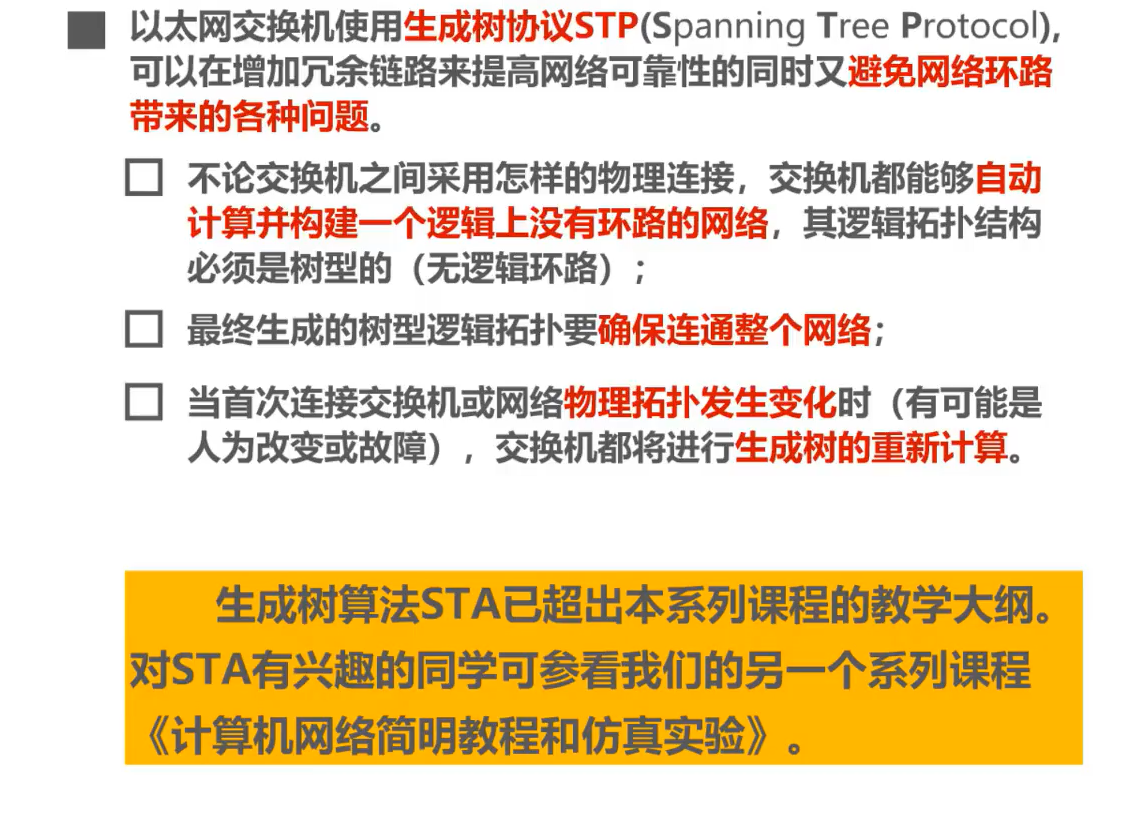 以太网交换机使用生成树协议STP(Spanning Tree Protocol),
可以在增加冗余链路来提高网络可靠性的同时又避免网络环路
带来的各种问题。
不论交换机之间采用怎样的物理连接，交换机都能够自动
计算并构建一个逻辑上没有环路的网络，其逻辑拓扑结构
必须是树型的（无逻辑环路）；
最终生成的树型逻辑拓扑要确保连通整个网络；
当首次连接交换机或网络物理拓扑发生变化时（有可能是
人为改变或故障），交换机都将进行生成树的重新计算。
生成树算法STA已超出本系列课程的教学大纲。
对STA有兴趣的同学可参看我们的另一个系列课程
《计算机网络简明教程和仿真实验》。